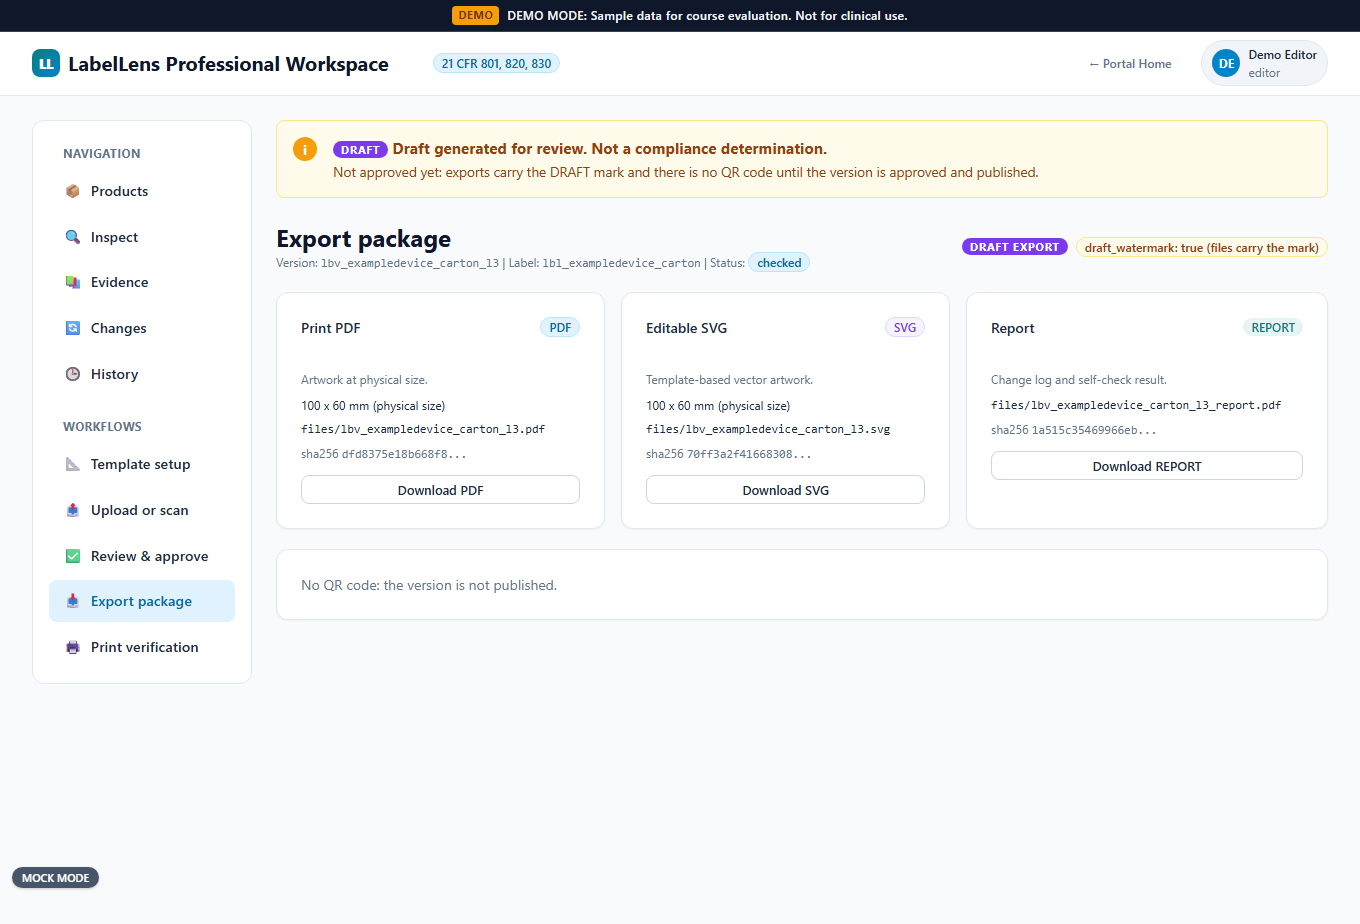 DEMO DEMO MODE: Sample data for course evaluation. Not for clinical use.
LL LabelLens Professional Workspace
21 CFR 801, 820, 830
← Portal Home
DE
Demo Editor
editor
NAVIGATION
Products
Inspect
Evidence
Changes
History
WORKFLOWS
Template setup
Upload or scan
Review & approve
Export package
Print verification
i
DRAFT Draft generated for review. Not a compliance determination.
Not approved yet: exports carry the DRAFT mark and there is no QR code until the version is approved and published.
Export package
Version: lbv_exampledevice_carton_l3 | Label: lbl_exampledevice_carton | Status: checked
DRAFT EXPORT
draft_watermark: true (files carry the mark)
Print PDF
PDF
Artwork at physical size.
100 x 60 mm (physical size)
files/lbv_exampledevice_carton_l3.pdf
sha256 dfd8375e18b668f8...
Download PDF
Editable SVG
SVG
Template-based vector artwork.
100 x 60 mm (physical size)
files/lbv_exampledevice_carton_l3.svg
sha256 70ff3a2f41668308...
Download SVG
Report
REPORT
Change log and self-check result.
files/lbv_exampledevice_carton_l3_report.pdf
sha256 1a515c35469966eb...
Download REPORT
No QR code: the version is not published.
MOCK MODE